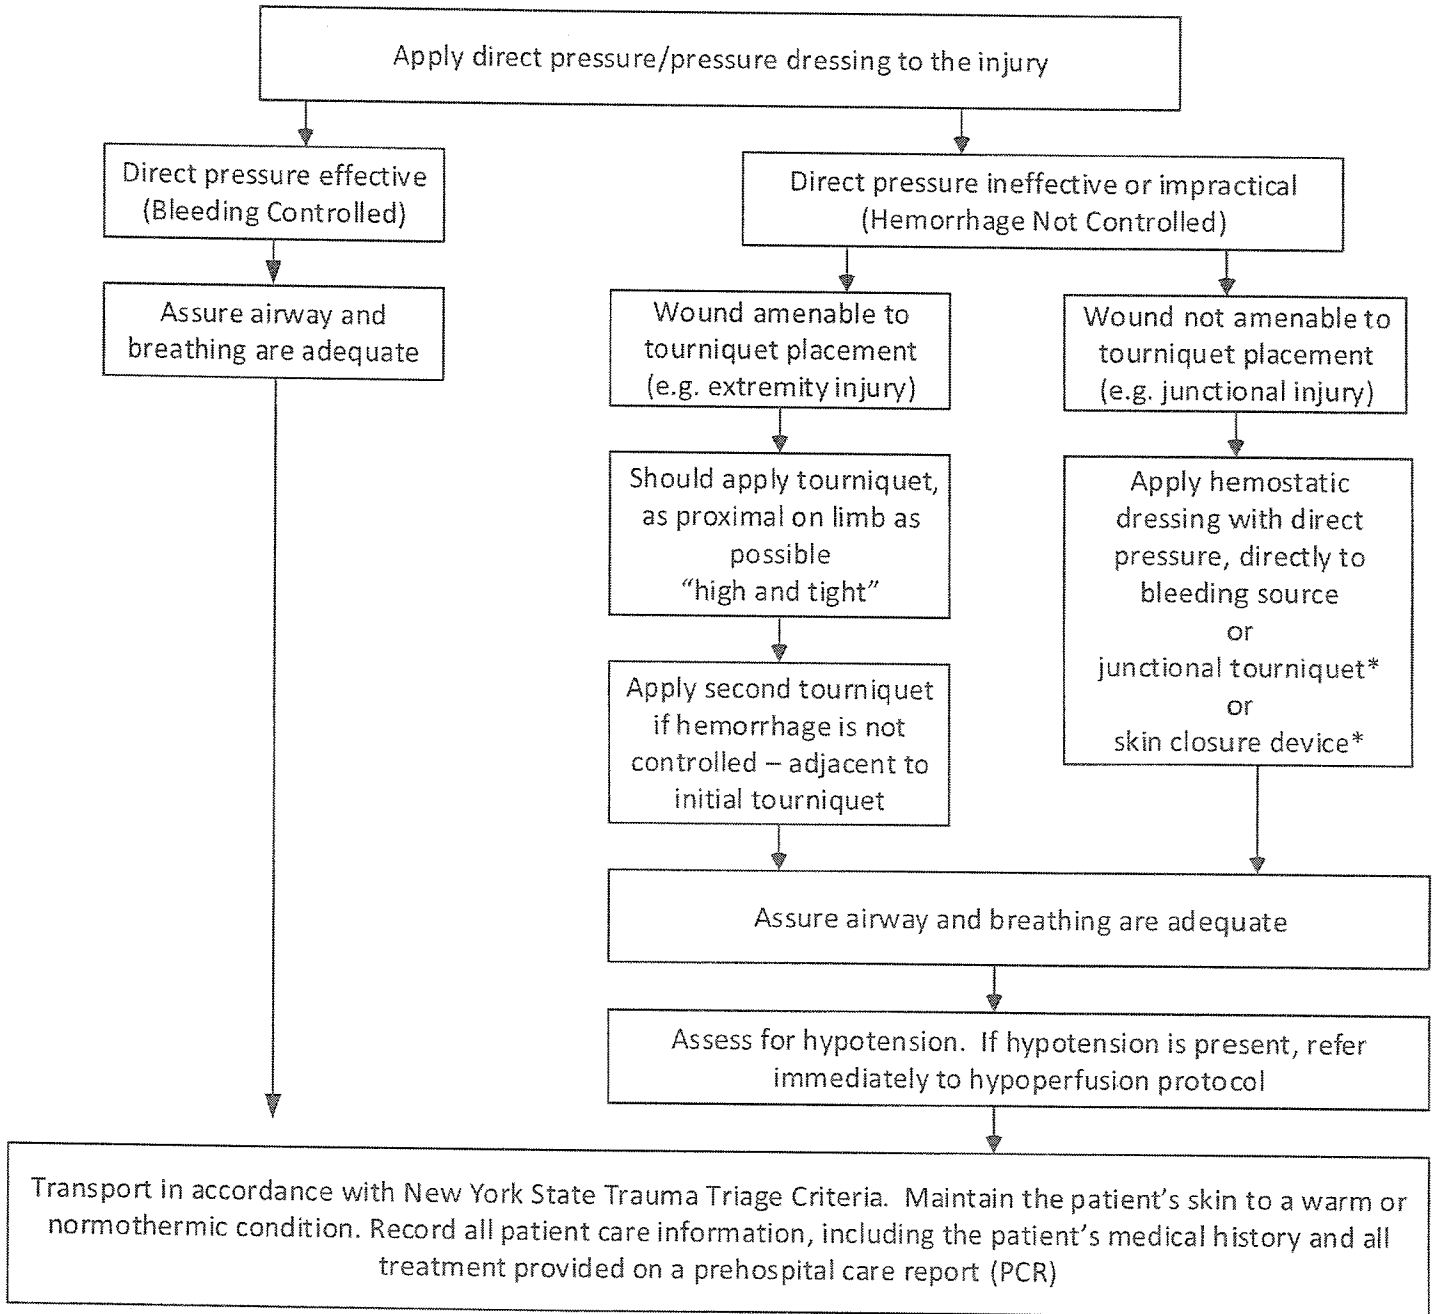 Apply direct pressure/pressure dressing to the injury
Direct pressure effective
(Bleeding Controlled)
Direct pressure ineffective or impractical
(Hemorrhage Not Controlled)
Assure airway and
breathing are adequate
Wound amenable to
tourniquet placement
(e.g. extremity injury)
Wound not amenable to
tourniquet placement
(e.g. junctional injury)
Should apply tourniquet,
as proximal on limb as
possible
“high and tight”
Apply hemostatic
dressing with direct
pressure, directly to
bleeding source
or
junctional tourniquet*
or
skin closure device*
Apply second tourniquet
if hemorrhage is not
controlled – adjacent to
initial tourniquet
Assure airway and breathing are adequate
Assess for hypotension.  If hypotension is present, refer
immediately to hypoperfusion protocol
Transport in accordance with New York State Trauma Triage Criteria.  Maintain the patient’s skin to a warm or
normothermic condition. Record all patient care information, including the patient’s medical history and all
treatment provided on a prehospital care report (PCR)